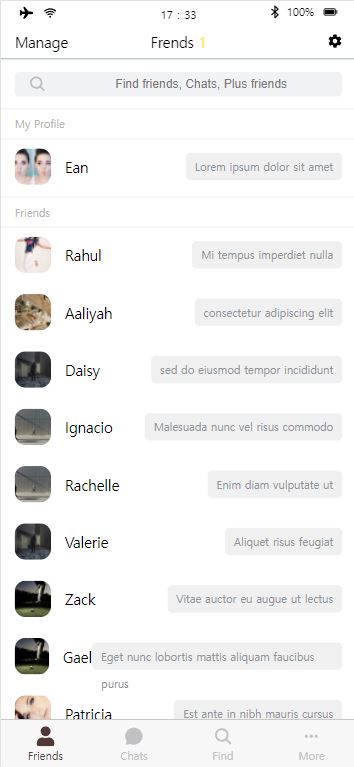 17 : 33
100%
Manage
Frends 1
Find friends, Chats, Plus friends
My Profile
Ean
Lorem ipsum dolor sit amet
Friends
Rahul
Mi tempus imperdiet nulla
Aaliyah
consectetur adipiscing elit
Daisy
sed do eiusmod tempor incididunt
Ignacio
Malesuada nunc vel risus commodo
Rachelle
Enim diam vulputate ut
Valerie
Aliquet risus feugiat
Zack
Vitae auctor eu augue ut lectus
Gael
Eget nunc lobortis mattis aliquam faucibus
purus
Patricia
Est ante in nibh mauris cursus
Friends
Chats
Find
More